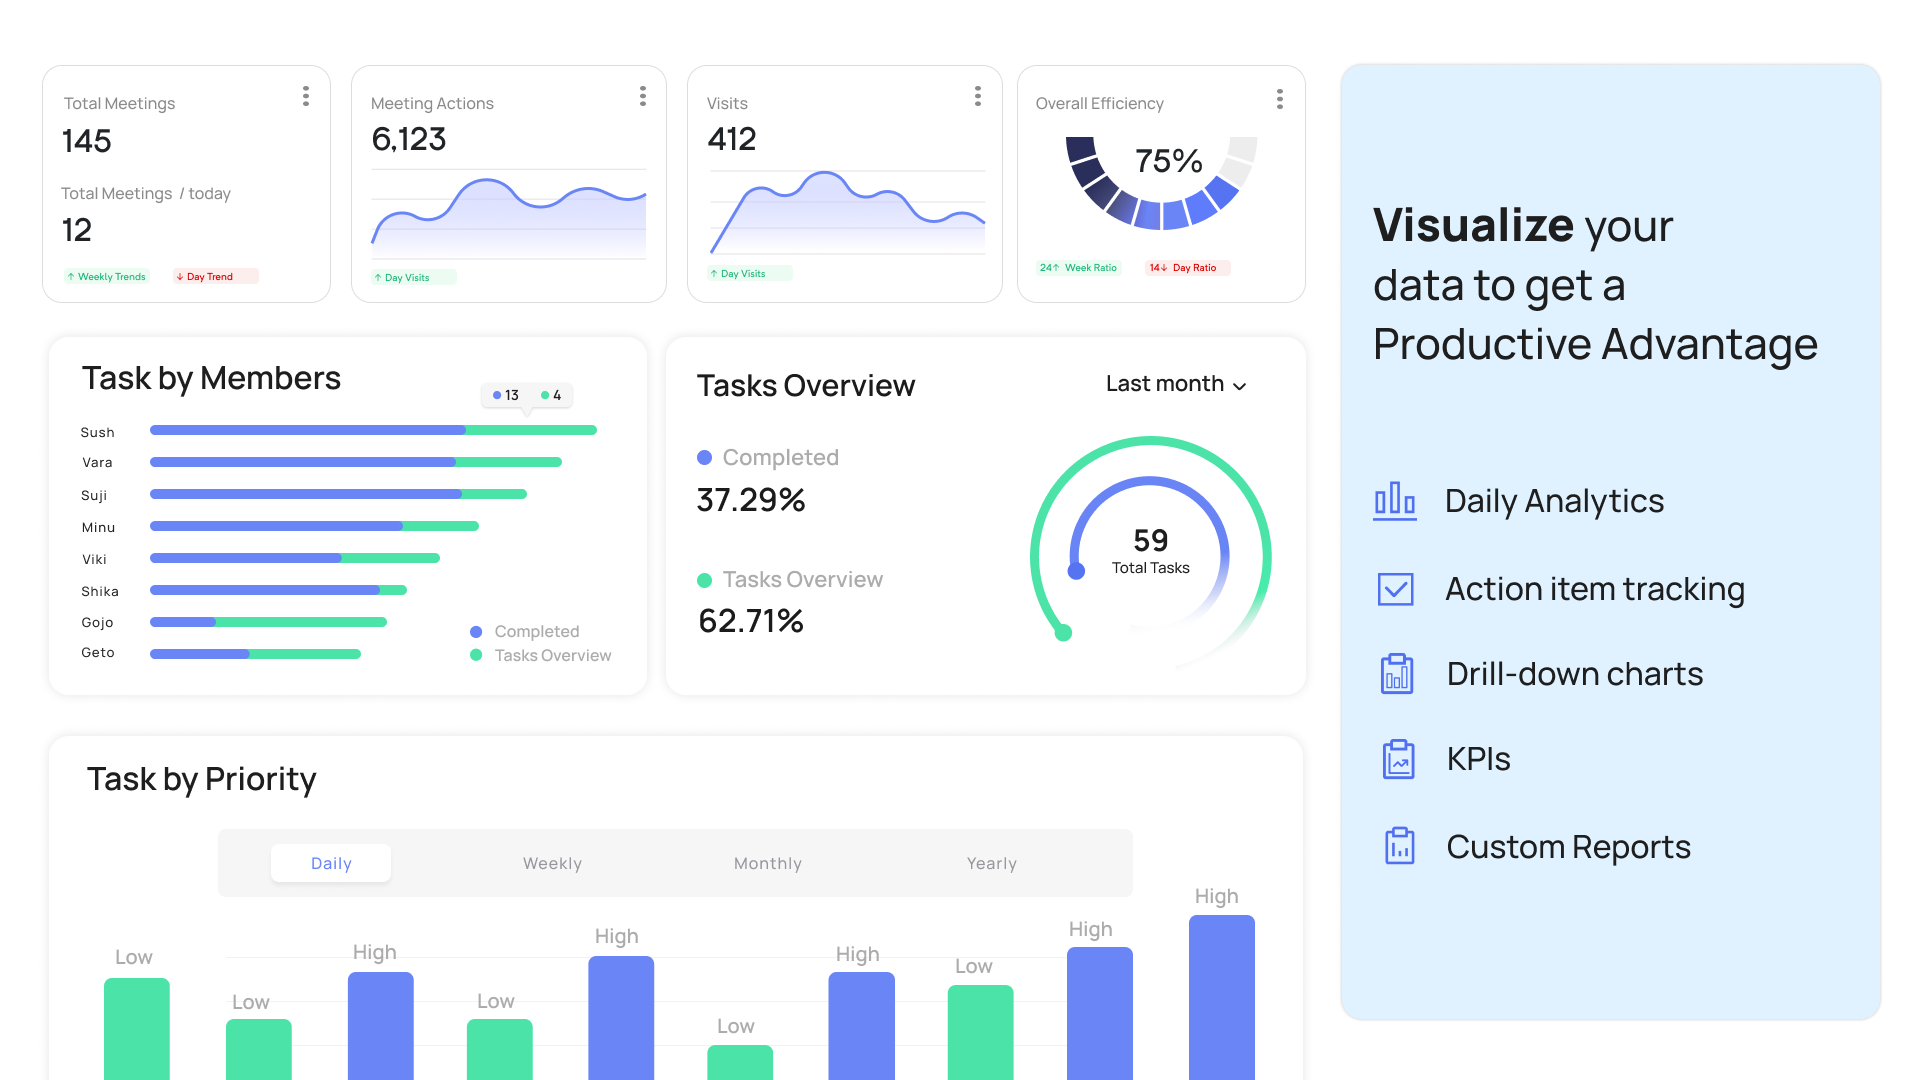 Total Meetings
145
Total Meetings / today
12
↑ Weekly Trends
↓ Day Trend
Meeting Actions
6,123
↑ Day Visits
Visits
412
↑ Day Visits
Overall Efficiency
75%
24↑ Week Ratio
14↓ Day Ratio
Visualize your
data to get a
Productive Advantage
Daily Analytics
Action item tracking
Drill-down charts
KPIs
Custom Reports
Task by Members
13 4
Sush
Vara
Suji
Minu
Viki
Shika
Gojo
Geto
Completed
Tasks Overview
Tasks Overview
Last month
Completed
37.29%
Tasks Overview
62.71%
59
Total Tasks
Task by Priority
Daily Weekly Monthly Yearly
Low
Low
High
Low
High
Low
High
Low
High
High